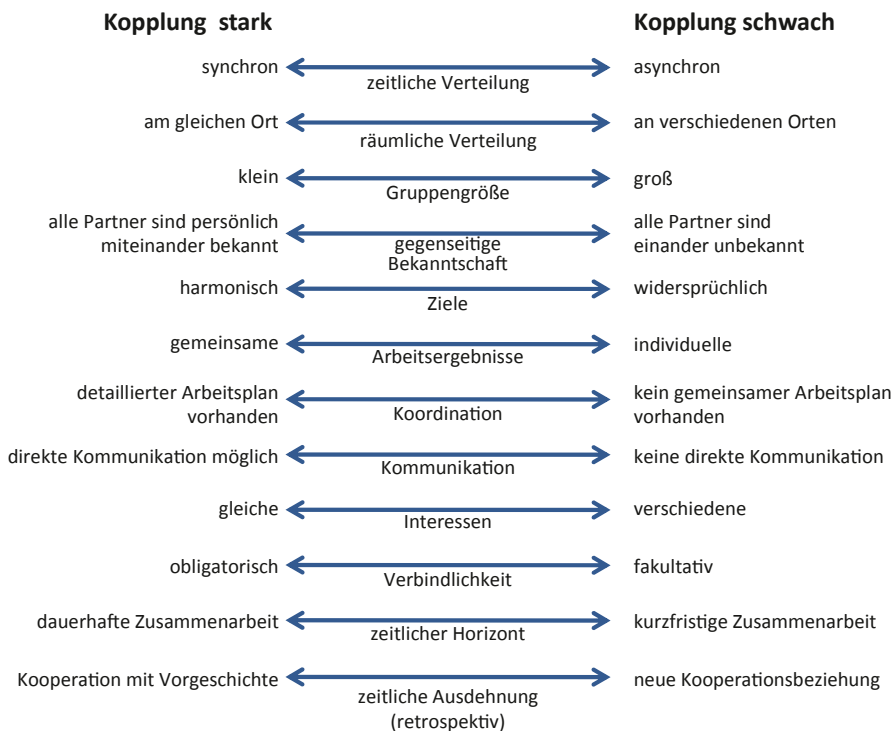 Kopplung stark
Kopplung schwach
synchron
zeitliche Verteilung
asynchron
am gleichen Ort
räumliche Verteilung
an verschiedenen Orten
klein
Gruppengröße
groß
alle Partner sind persönlich
miteinander bekannt
gegenseitige
Bekanntschaft
alle Partner sind
einander unbekannt
harmonisch
Ziele
widersprüchlich
gemeinsame
Arbeitsergebnisse
individuelle
detaillierter Arbeitsplan
vorhanden
Koordination
kein gemeinsamer Arbeitsplan
vorhanden
direkte Kommunikation möglich
Kommunikation
keine direkte Kommunikation
gleiche
Interessen
verschiedene
obligatorisch
Verbindlichkeit
fakultativ
dauerhafte Zusammenarbeit
zeitlicher Horizont
kurzfristige Zusammenarbeit
Kooperation mit Vorgeschichte
zeitliche Ausdehnung
(retrospektiv)
neue Kooperationsbeziehung